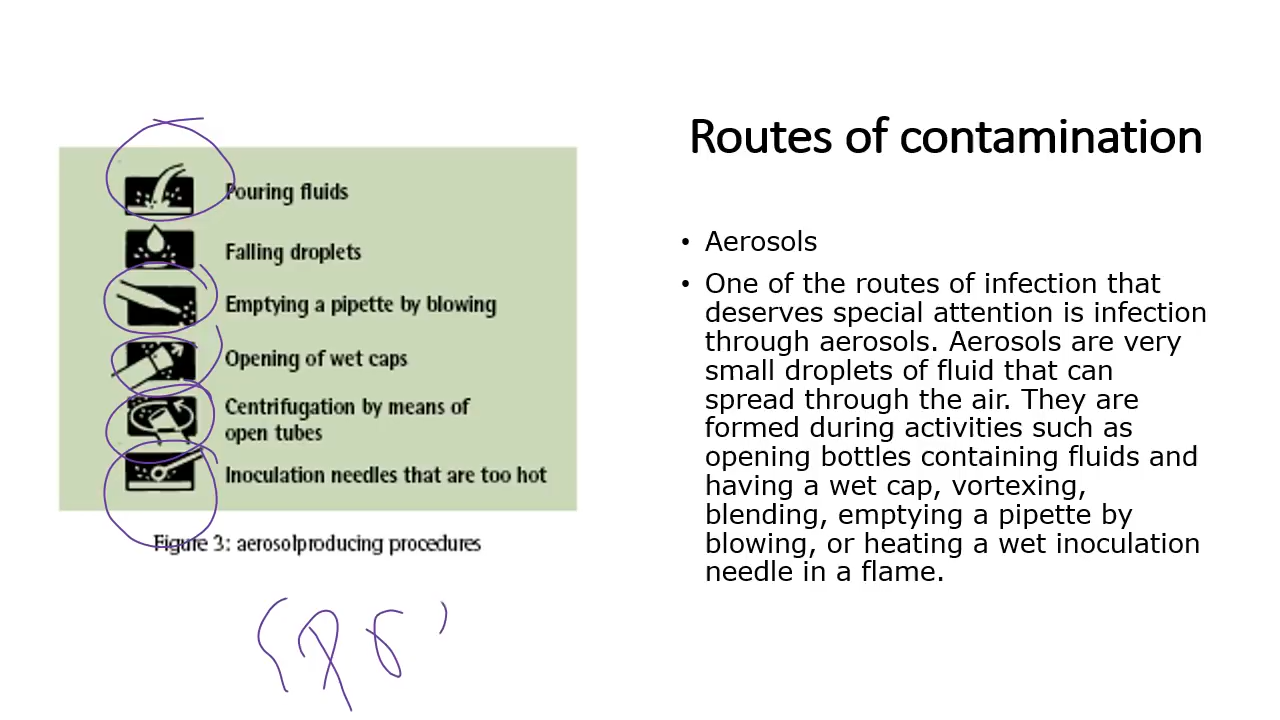 Routes of contamination
Pouring fluids
Falling droplets
Emptying a pipette by blowing
Opening of wet caps
Centrifugation by means of
open tubes
Inoculation needles that are too hot
Figure 3: aerosolproducing procedures
• Aerosols
• One of the routes of infection that
deserves special attention is infection
through aerosols. Aerosols are very
small droplets of fluid that can
spread through the air. They are
formed during activities such as
opening bottles containing fluids and
having a wet cap, vortexing,
blending, emptying a pipette by
blowing, or heating a wet inoculation
needle in a flame.